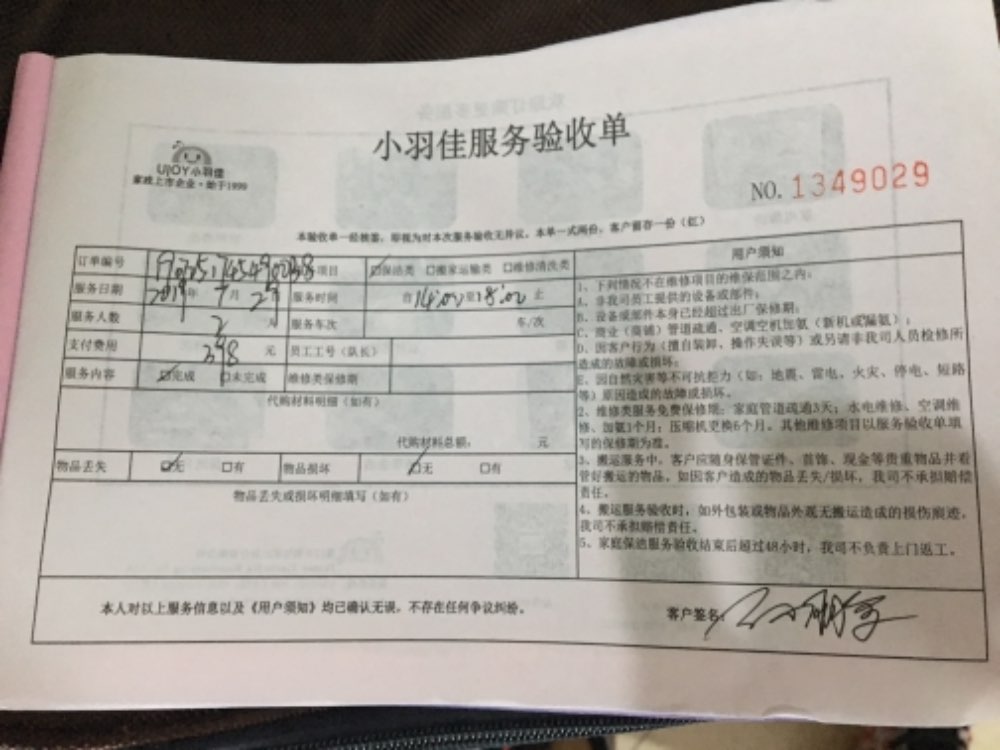 小羽佳服务验收单
UJOY小羽佳
家政上市企业·始于1999
NO. 1349029
本验收单一经签署，即视为对本次服务验收无异议。本单一式两份，客户留存一份（红）
订单编号 项目 保洁类 搬家运输类 维修清洗类
服务日期 2019年 7月 2 服务时间 自14:00至18:00止
服务人数 2 人 服务车次 车/次
支付费用 398 元 员工工号（队长）
服务内容 完成 未完成 维修类保修期
代购材料明细（如有）
代购材料总额： 元
物品丢失 无 有 物品损坏 无 有
物品丢失或损坏明细填写（如有）
用户须知
1、下列情况不在维修项目的维保范围之内：
A、非我司员工提供的设备或部件；
B、设备或部件本身已经超过出厂保修期；
C、商业（商铺）管道疏通、空调空机加氨（新机或漏氨）；
D、因客户行为（擅自装卸、操作失误等）或另请非我司人员检修所
造成的故障或损坏；
E、因自然灾害等不可抗拒力（如：地震、雷电、火灾、停电、短路
等）原因造成的故障或损坏。
2、维修类服务免费保修期：家庭管道疏通3天；水电维修、空调维
修、加氨1个月；压缩机更换6个月。其他维修项目以服务验收单填
写的保修期为准。
3、搬运服务中，客户应随身保管证件、首饰、现金等贵重物品并看
管好搬运的物品。如因客户造成的物品丢失/损坏，我司不承担赔偿
责任。
4、搬运服务验收时，如外包装或物品外观无搬运造成的损伤痕迹，
我司不承担赔偿责任。
5、家庭保洁服务验收结束后超过48小时，我司不负责上门返工。
本人对以上服务信息以及《用户须知》均已确认无误，不存在任何争议纠纷。
客户签名：